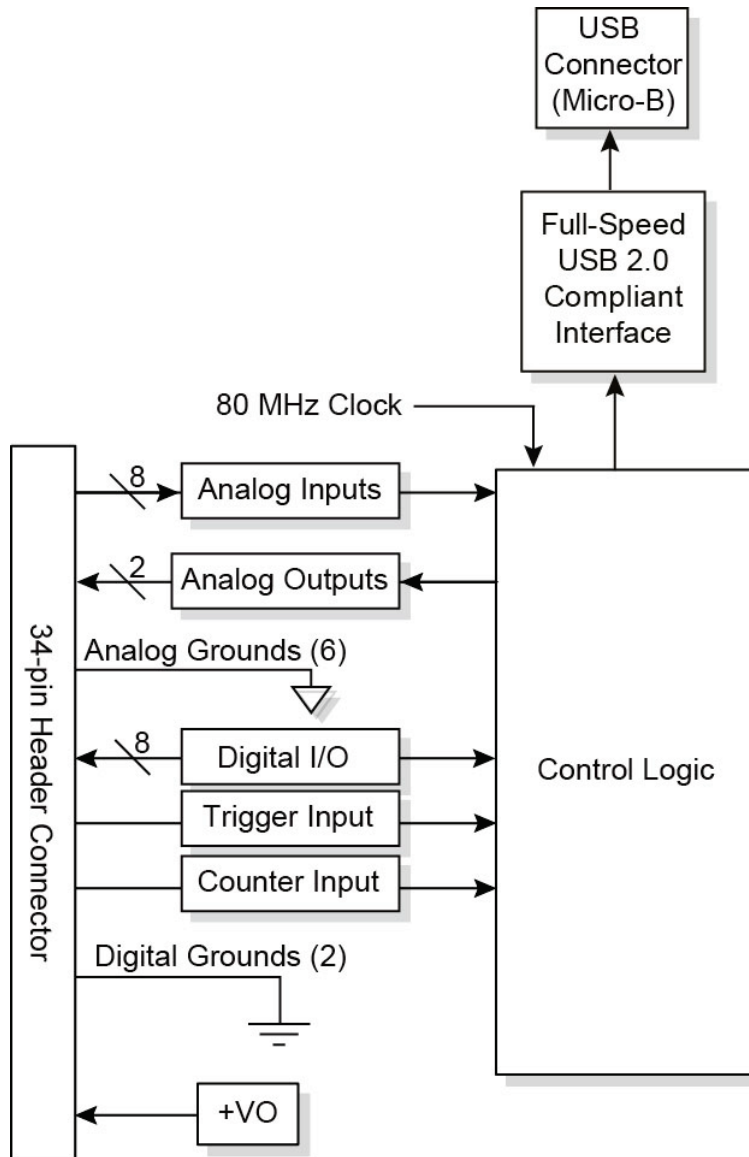 USB
Connector
(Micro-B)
Full-Speed
USB 2.0
Compliant
Interface
80 MHz Clock
8
Analog Inputs
2
Analog Outputs
Analog Grounds (6)
34-pin Header Connector
8
Digital I/O
Control Logic
Trigger Input
Counter Input
Digital Grounds (2)
+VO